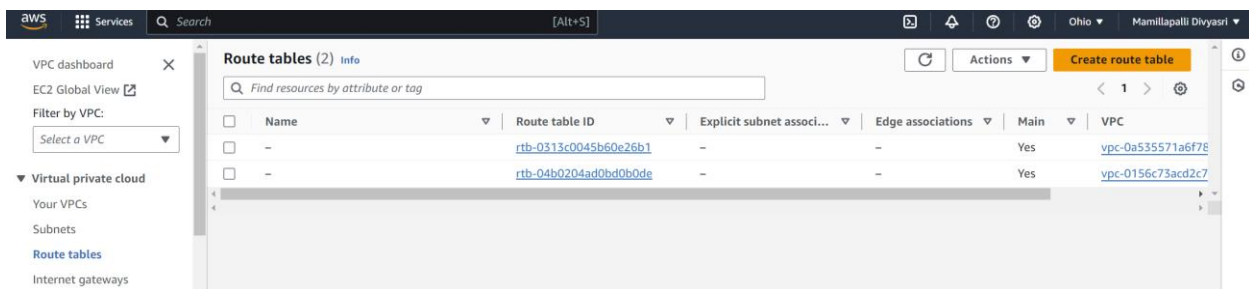 aws Services Search [Alt+S] Ohio Mamillapalli Divyasri
VPC dashboard
EC2 Global View
Filter by VPC:
Select a VPC
Virtual private cloud
Your VPCs
Subnets
Route tables
Internet gateways
Route tables (2) Info Actions Create route table
Find resources by attribute or tag 1
Name Route table ID Explicit subnet associ... Edge associations Main VPC
– rtb-0313c0045b60e26b1 – – Yes vpc-0a535571a6f78
– rtb-04b0204ad0bd0b0de – – Yes vpc-0156c73acd2c7